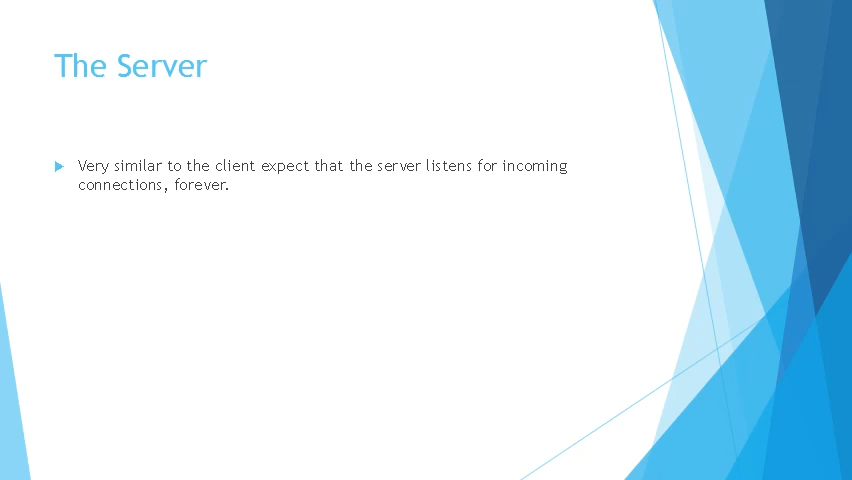 The Server
Very similar to the client expect that the server listens for incoming
connections, forever.